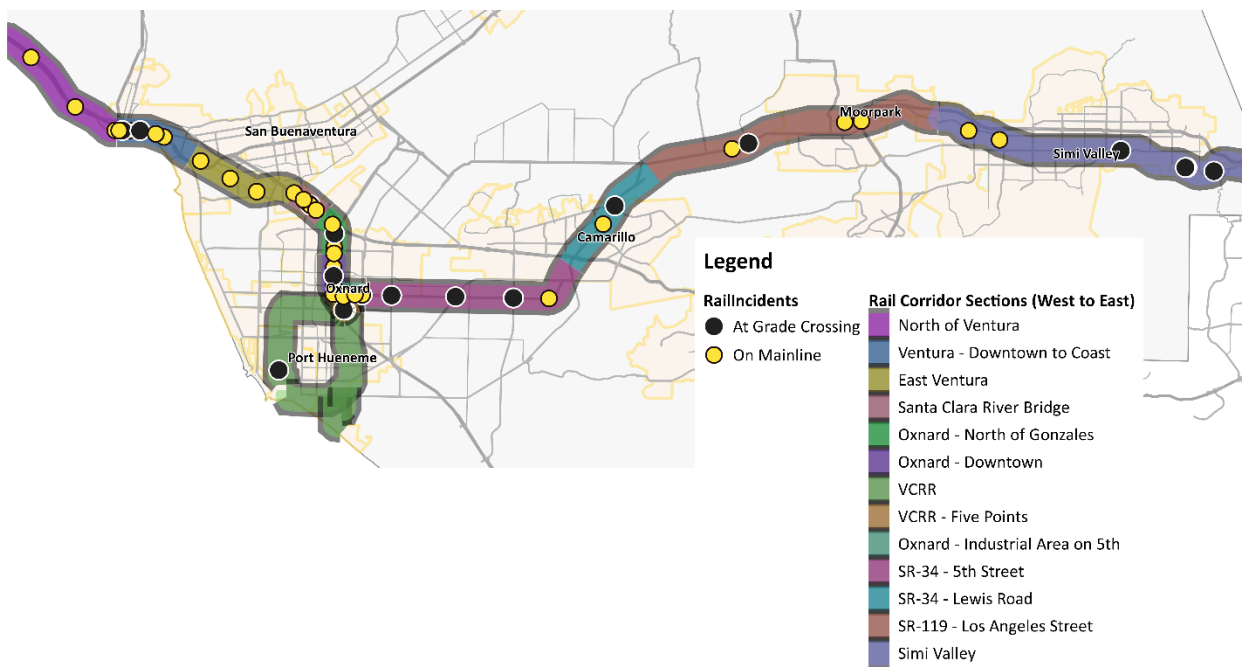 San Buenaventura
Moorpark
Simi Valley
Camarillo
Oxnard
Port Hueneme
Legend
RailIncidents
At Grade Crossing
On Mainline
Rail Corridor Sections (West to East)
North of Ventura
Ventura - Downtown to Coast
East Ventura
Santa Clara River Bridge
Oxnard - North of Gonzales
Oxnard - Downtown
VCRR
VCRR - Five Points
Oxnard - Industrial Area on 5th
SR-34 - 5th Street
SR-34 - Lewis Road
SR-119 - Los Angeles Street
Simi Valley